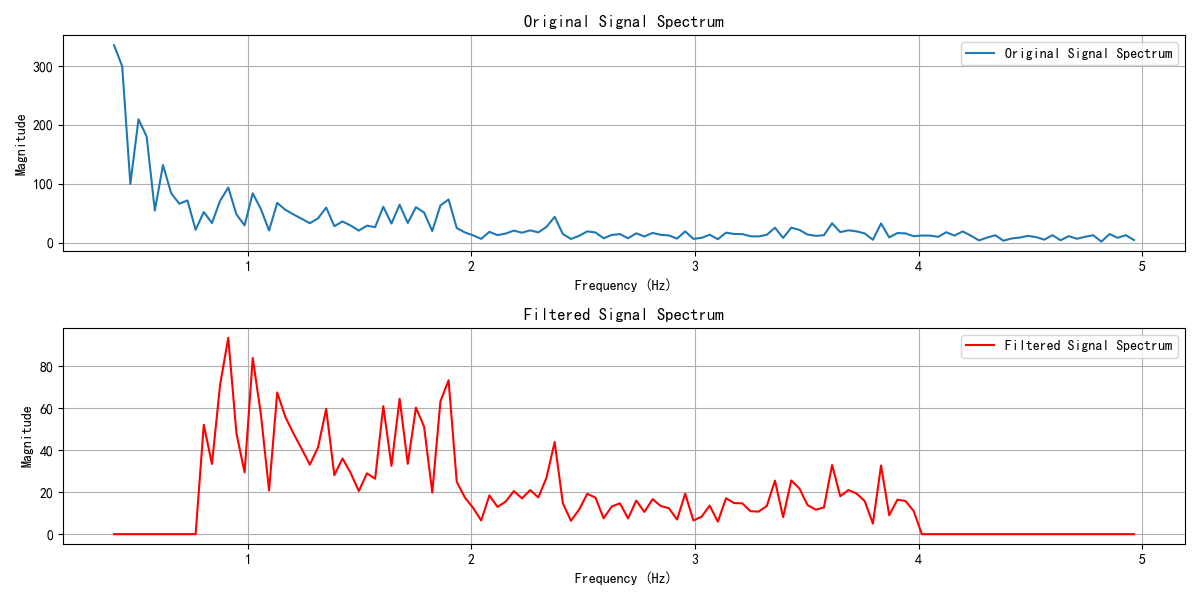 Original Signal Spectrum
Original Signal Spectrum
Magnitude
300
200
100
0
1 2 3 4 5
Frequency (Hz)
Filtered Signal Spectrum
Filtered Signal Spectrum
Magnitude
80
60
40
20
0
1 2 3 4 5
Frequency (Hz)